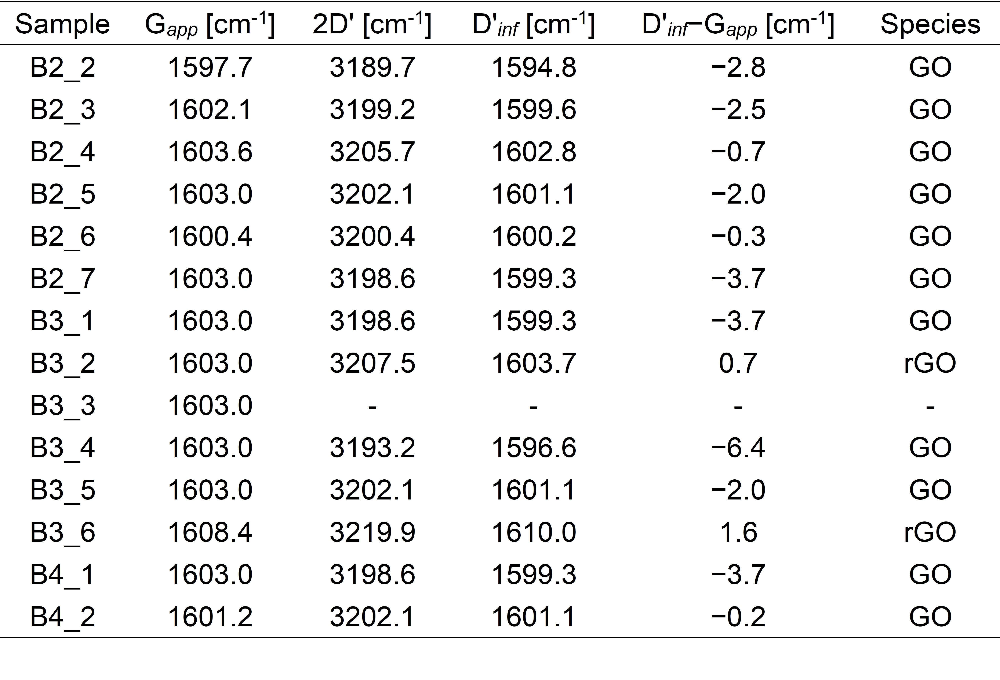 Sample G_app [cm⁻¹] 2D' [cm⁻¹] D'_inf [cm⁻¹] D'_inf−G_app [cm⁻¹] Species
B2_2 1597.7 3189.7 1594.8 −2.8 GO
B2_3 1602.1 3199.2 1599.6 −2.5 GO
B2_4 1603.6 3205.7 1602.8 −0.7 GO
B2_5 1603.0 3202.1 1601.1 −2.0 GO
B2_6 1600.4 3200.4 1600.2 −0.3 GO
B2_7 1603.0 3198.6 1599.3 −3.7 GO
B3_1 1603.0 3198.6 1599.3 −3.7 GO
B3_2 1603.0 3207.5 1603.7 0.7 rGO
B3_3 1603.0 - - - -
B3_4 1603.0 3193.2 1596.6 −6.4 GO
B3_5 1603.0 3202.1 1601.1 −2.0 GO
B3_6 1608.4 3219.9 1610.0 1.6 rGO
B4_1 1603.0 3198.6 1599.3 −3.7 GO
B4_2 1601.2 3202.1 1601.1 −0.2 GO